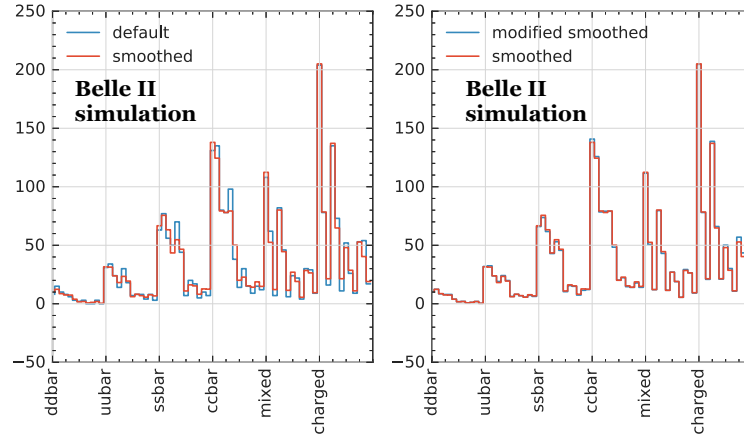 250
200
150
100
50
0
−50
default
smoothed
Belle II
simulation
ddbar
uubar
ssbar
ccbar
mixed
charged
250
200
150
100
50
0
−50
modified smoothed
smoothed
Belle II
simulation
ddbar
uubar
ssbar
ccbar
mixed
charged